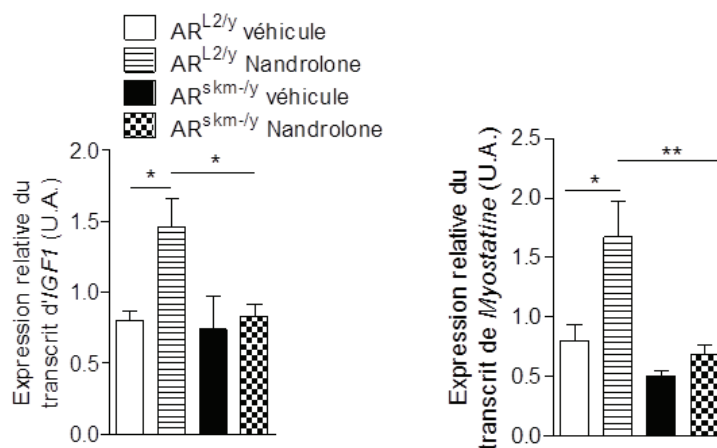 AR^L2/y véhicule
AR^L2/y Nandrolone
AR^skm-/y véhicule
AR^skm-/y Nandrolone
Expression relative du
transcrit d'IGF1 (U.A.)
2.0
1.5
1.0
0.5
0.0
*
*
Expression relative du
transcrit de Myostatine (U.A.)
2.5
2.0
1.5
1.0
0.5
0.0
*
**